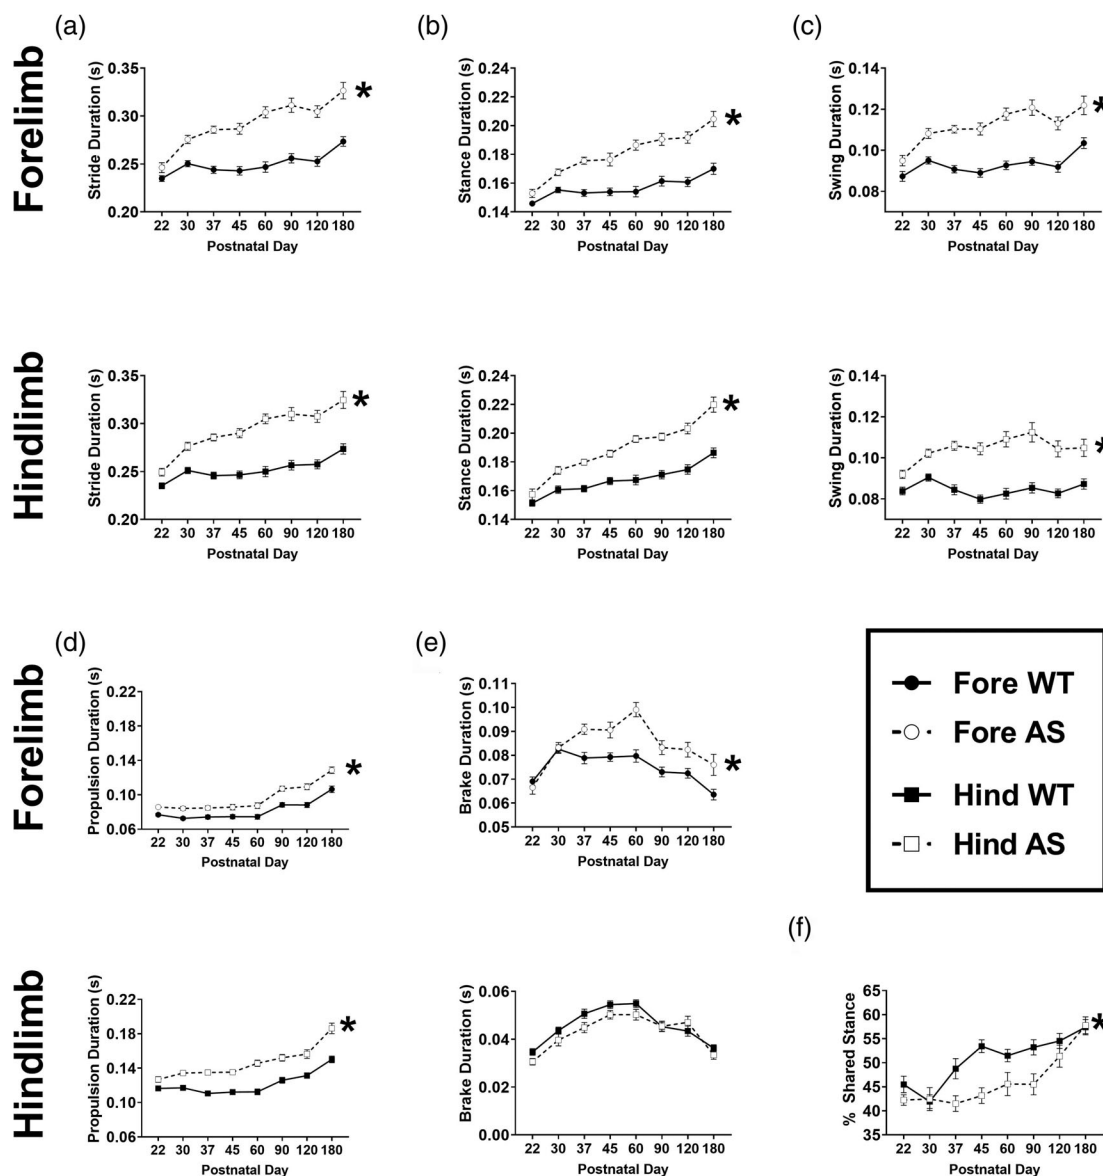 (a)
(b)
(c)
Forelimb
Stride Duration (s)
0.35
0.30
0.25
0.20
22 30 37 45 60 90 120 180
Postnatal Day
*
Stance Duration (s)
0.24
0.22
0.20
0.18
0.16
0.14
22 30 37 45 60 90 120 180
Postnatal Day
*
Swing Duration (s)
0.14
0.12
0.10
0.08
22 30 37 45 60 90 120 180
Postnatal Day
*
Hindlimb
Stride Duration (s)
0.35
0.30
0.25
0.20
22 30 37 45 60 90 120 180
Postnatal Day
*
Stance Duration (s)
0.24
0.22
0.20
0.18
0.16
0.14
22 30 37 45 60 90 120 180
Postnatal Day
*
Swing Duration (s)
0.14
0.12
0.10
0.08
22 30 37 45 60 90 120 180
Postnatal Day
*
(d)
(e)
Forelimb
Propulsion Duration (s)
0.22
0.18
0.14
0.10
0.06
22 30 37 45 60 90 120 180
Postnatal Day
*
Brake Duration (s)
0.11
0.10
0.09
0.08
0.07
0.06
0.05
22 30 37 45 60 90 120 180
Postnatal Day
*
Fore WT
Fore AS
Hind WT
Hind AS
Hindlimb
Propulsion Duration (s)
0.22
0.18
0.14
0.10
0.06
22 30 37 45 60 90 120 180
Postnatal Day
*
Brake Duration (s)
0.06
0.04
0.02
0.00
22 30 37 45 60 90 120 180
Postnatal Day
(f)
% Shared Stance
65
60
55
50
45
40
35
22 30 37 45 60 90 120 180
Postnatal Day
*